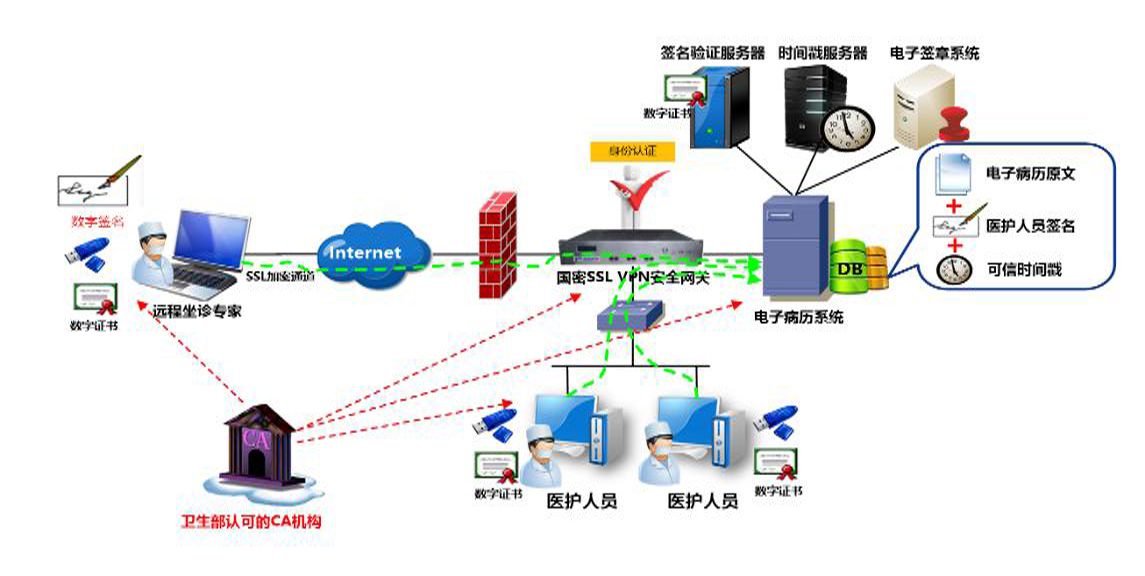 签名验证服务器
时间戳服务器
电子签章系统
数字证书
身份认证
电子病历原文
+
医护人员签名
+
可信时间戳
数字签名
Internet
SSL加密通道
国密SSL VPN安全网关
DB
远程坐诊专家
数字证书
电子病历系统
CA
数字证书
数字证书
医护人员
医护人员
卫生部认可的CA机构